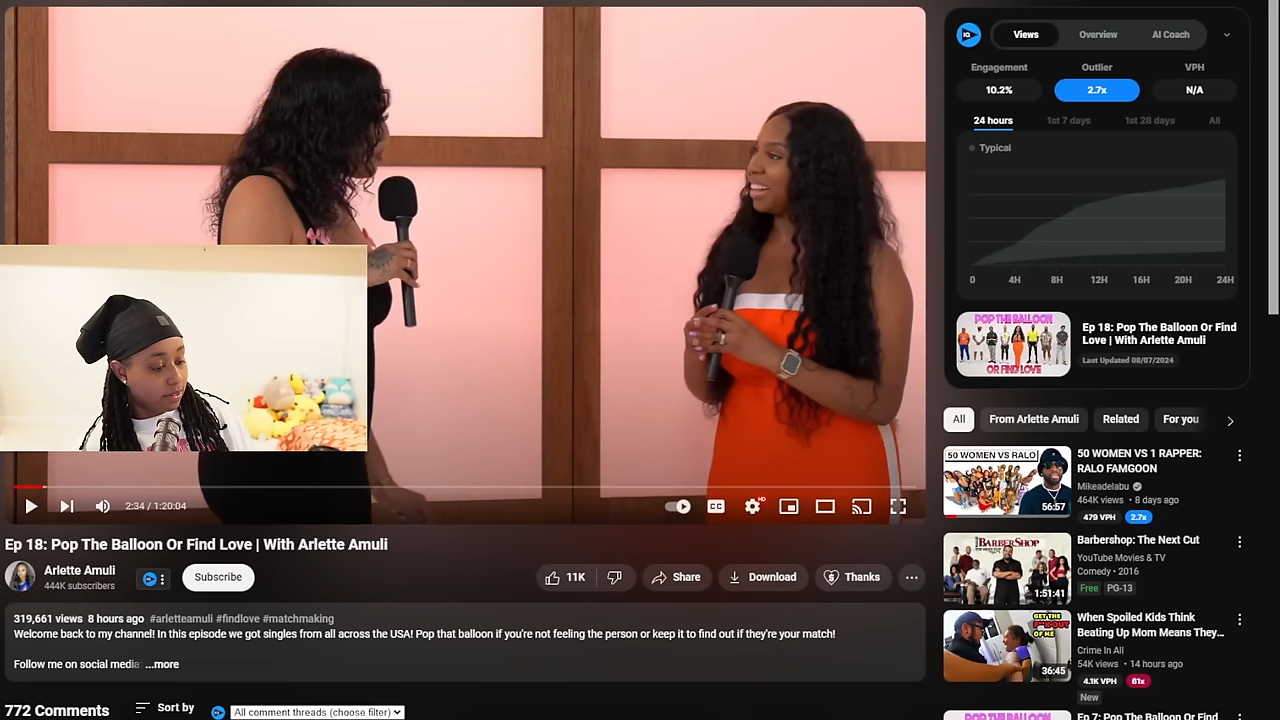 2:34 / 1:20:04
CC
HD
Ep 18: Pop The Balloon Or Find Love | With Arlette Amuli
Arlette Amuli
444K subscribers
Subscribe
11K
Share
Download
Thanks
319,661 views 8 hours ago #arletteamuli #findlove #matchmaking
Welcome back to my channel! In this episode we got singles from all across the USA! Pop that balloon if you're not feeling the person or keep it to find out if they're your match!
Follow me on social media: ...more
772 Comments
Sort by
All comment threads (choose filter)
IQ
Views
Overview
AI Coach
Engagement
Outlier
VPH
10.2%
2.7x
N/A
24 hours
1st 7 days
1st 28 days
All
Typical
0 4H 8H 12H 16H 20H 24H
POP THE BALLOON
OR FIND LOVE
Ep 18: Pop The Balloon Or Find Love | With Arlette Amuli
Last Updated 08/07/2024
All
From Arlette Amuli
Related
For you
50 WOMEN VS RALO
56:57
50 WOMEN VS 1 RAPPER:
RALO FAMGOON
Mikeadelabu
464K views • 8 days ago
479 VPH
2.7x
BARBERSHOP
1:51:41
Barbershop: The Next Cut
YouTube Movies & TV
Comedy • 2016
Free
PG-13
GET THE
F**K OUT
OF ME
36:45
When Spoiled Kids Think
Beating Up Mom Means They...
Crime In All
54K views • 14 hours ago
4.1K VPH
61x
New
Ep 7: Pop The Balloon Or Find